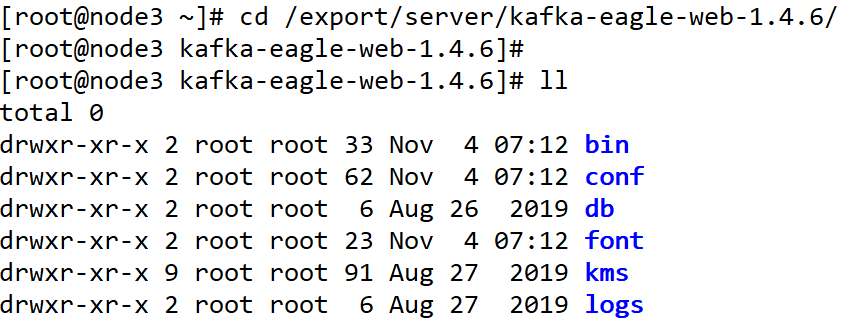 [root@node3 ~]# cd /export/server/kafka-eagle-web-1.4.6/
[root@node3 kafka-eagle-web-1.4.6]#
[root@node3 kafka-eagle-web-1.4.6]# ll
total 0
drwxr-xr-x 2 root root 33 Nov  4 07:12 bin
drwxr-xr-x 2 root root 62 Nov  4 07:12 conf
drwxr-xr-x 2 root root  6 Aug 26  2019 db
drwxr-xr-x 2 root root 23 Nov  4 07:12 font
drwxr-xr-x 9 root root 91 Aug 27  2019 kms
drwxr-xr-x 2 root root  6 Aug 27  2019 logs